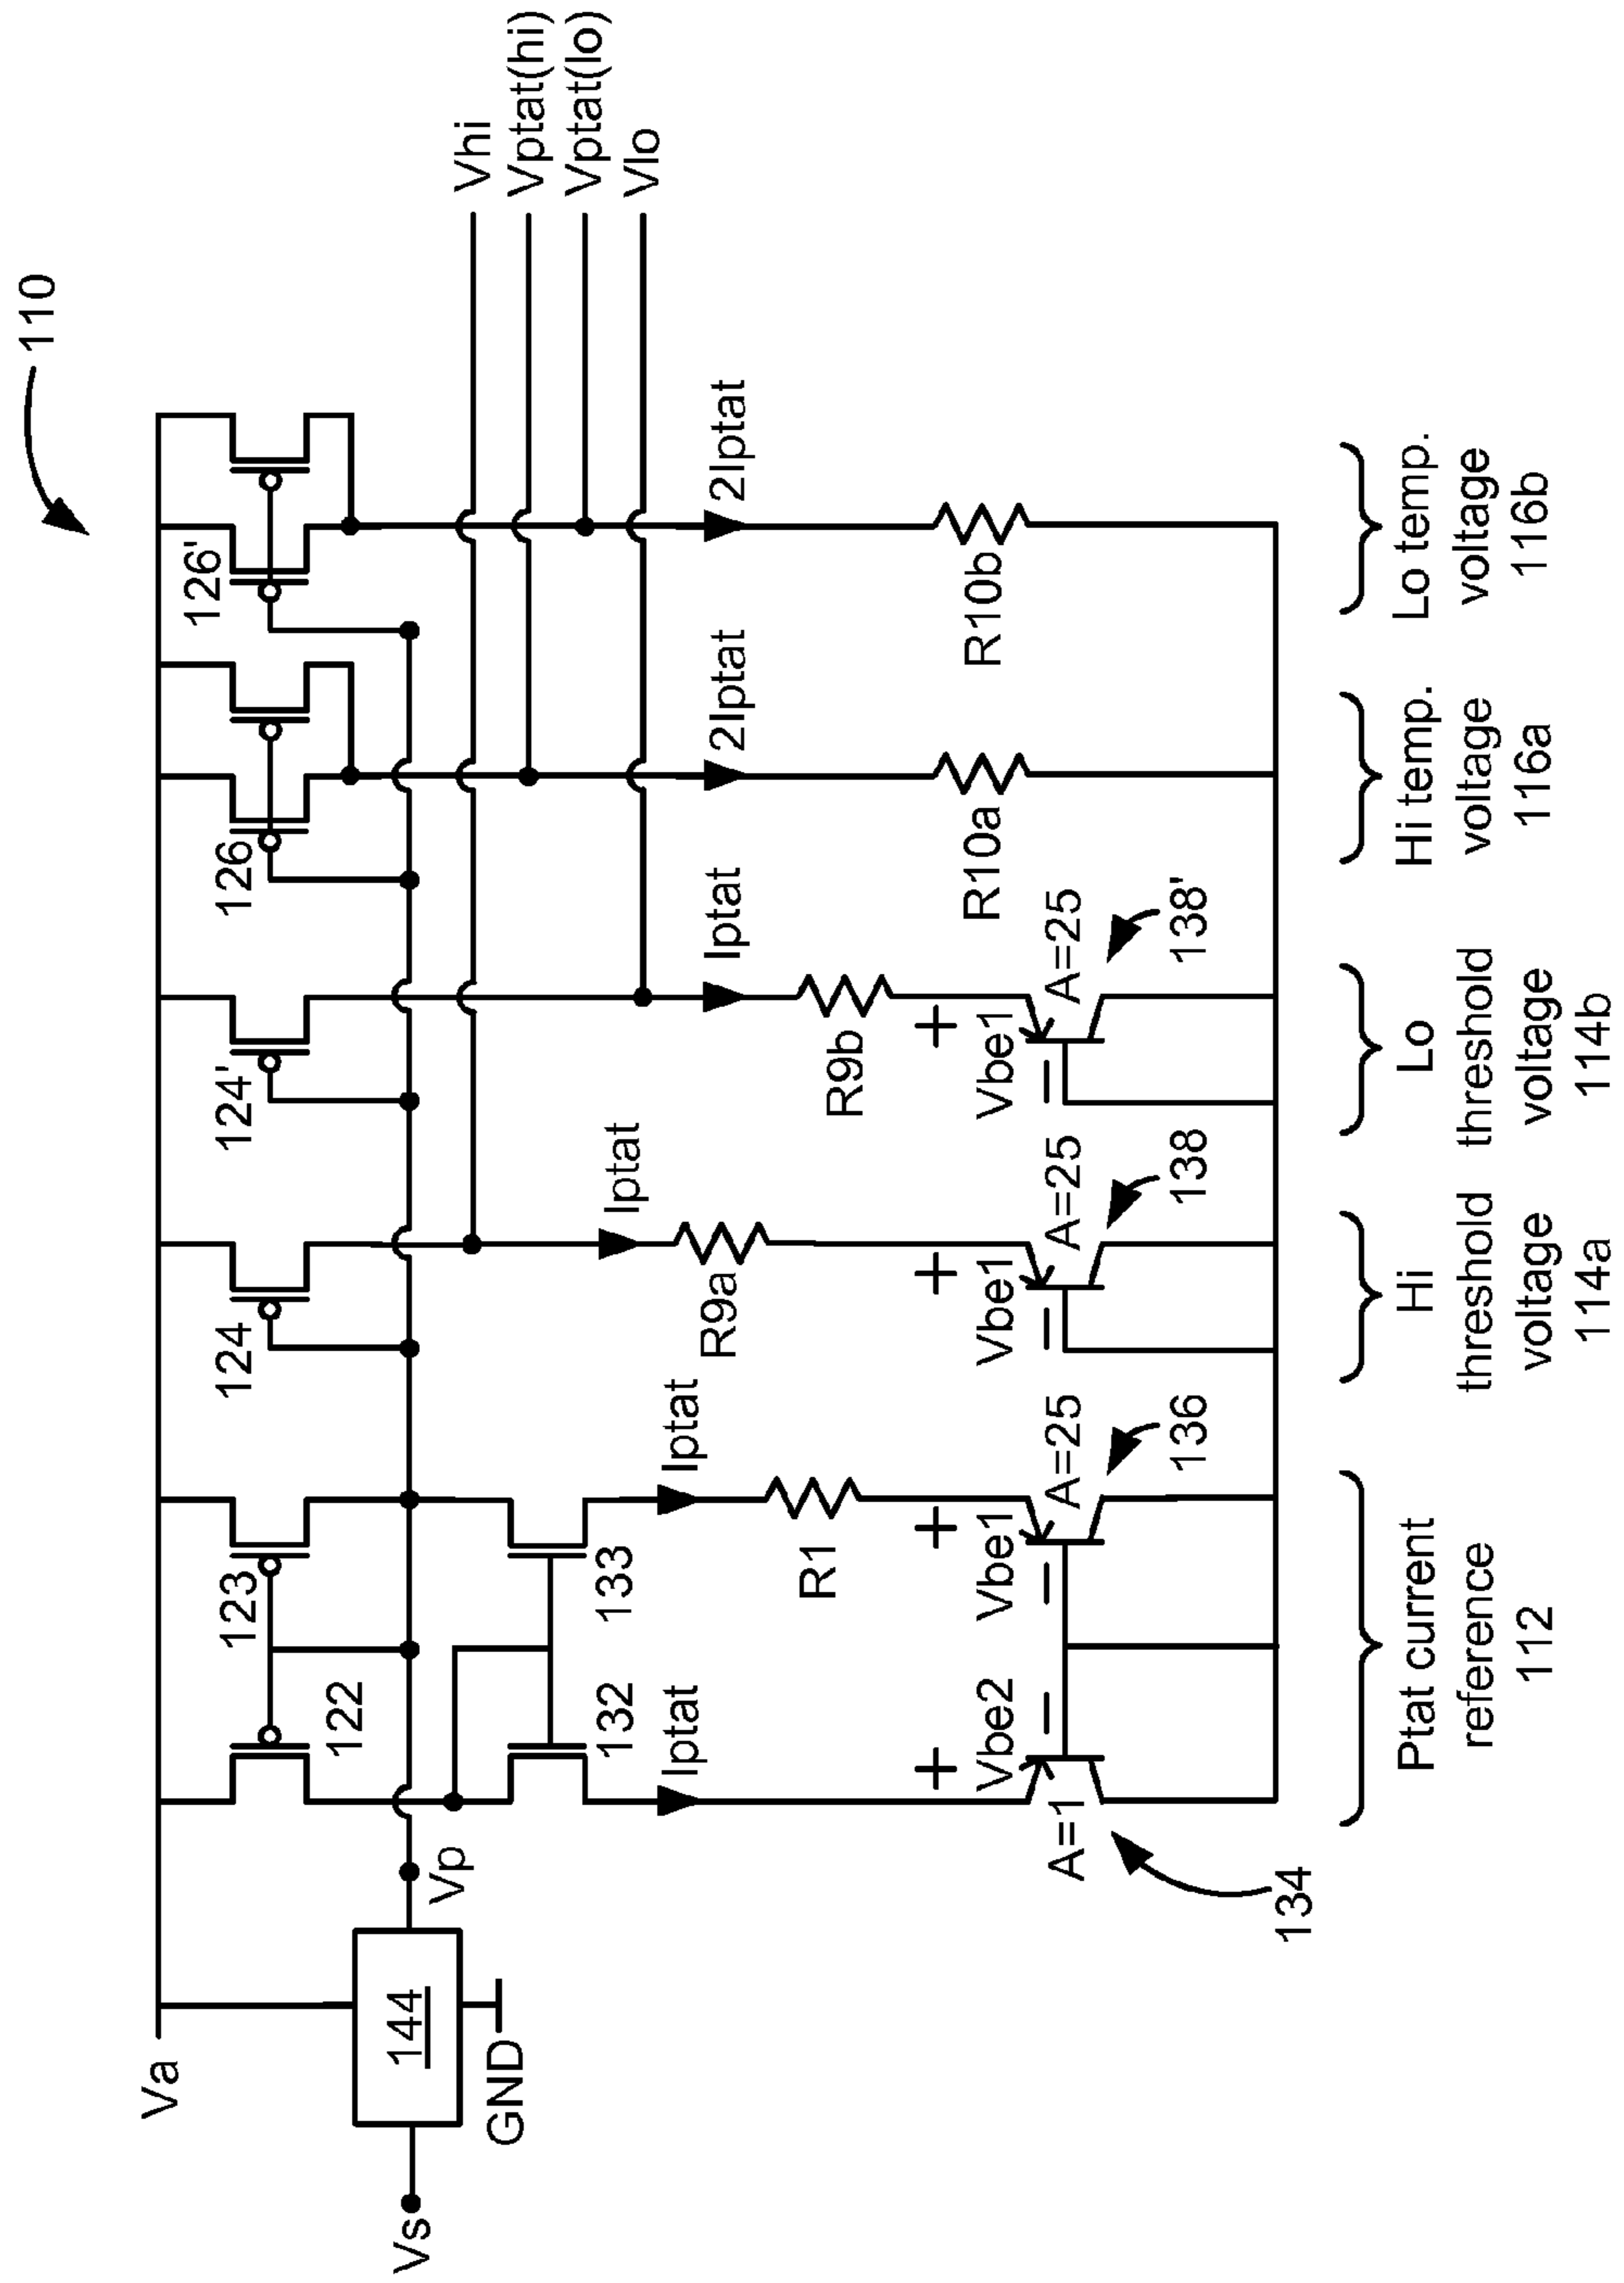 110
Va
Vs
144
GND
Vp
122
123
124
124'
126
126'
Vhi
Vptat(hi)
Vptat(lo)
Vlo
132
133
Iptat
Iptat
Iptat
Iptat
2Iptat
2Iptat
R1
R9a
R9b
R10a
R10b
+
+
+
+
Vbe2
Vbe1
Vbe1
Vbe1
–
–
–
–
A=1
A=25
A=25
A=25
134
136
138
138'
Ptat current
reference
112
Hi
threshold
voltage
114a
Lo
threshold
voltage
114b
Hi temp.
voltage
116a
Lo temp.
voltage
116b